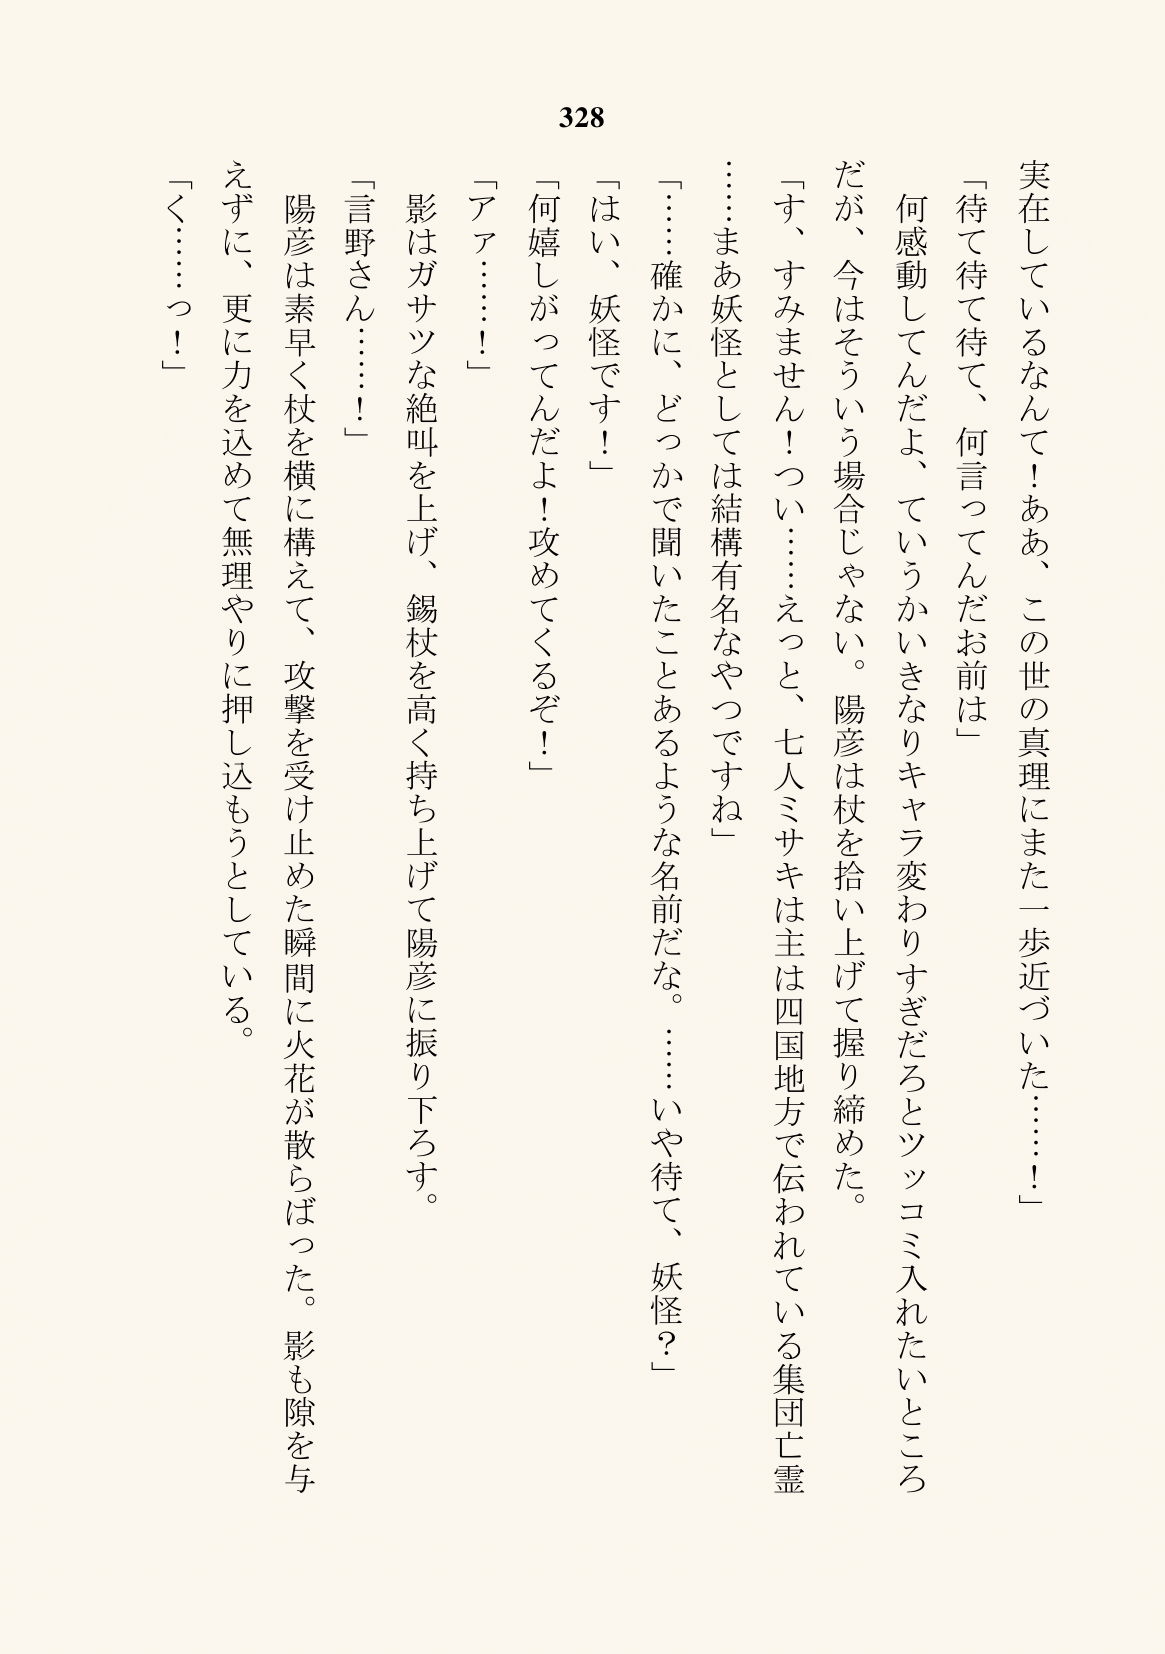 328
実在しているなんて！ああ、この世の真理にまた一歩近づいた……！」
「待て待て待て、何言ってんだお前は」
　何感動してんだよ、ていうかいきなりキャラ変わりすぎだろとツッコミ入れたいところ
だが、今はそういう場合じゃない。陽彦は杖を拾い上げて握り締めた。
「す、すみません！つい……えっと、七人ミサキは主は四国地方で伝われている集団亡霊
……まあ妖怪としては結構有名なやつですね」
「……確かに、どっかで聞いたことあるような名前だな。……いや待て、妖怪？」
「はい、妖怪です！」
「何嬉しがってんだよ！攻めてくるぞ！」
「アァ……！」
　影はガサツな絶叫を上げ、錫杖を高く持ち上げて陽彦に振り下ろす。
「言野さん……！」
　陽彦は素早く杖を横に構えて、攻撃を受け止めた瞬間に火花が散らばった。影も隙を与
えずに、更に力を込めて無理やりに押し込もうとしている。
「く……っ！」